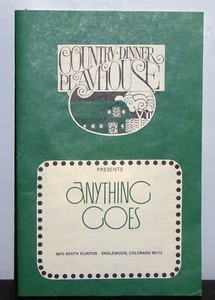 COUNTRY DINNER
PLAYHOUSE
PRESENTS
ANYTHING
GOES
6875 SOUTH CLINTON ENGLEWOOD, COLORADO 80112